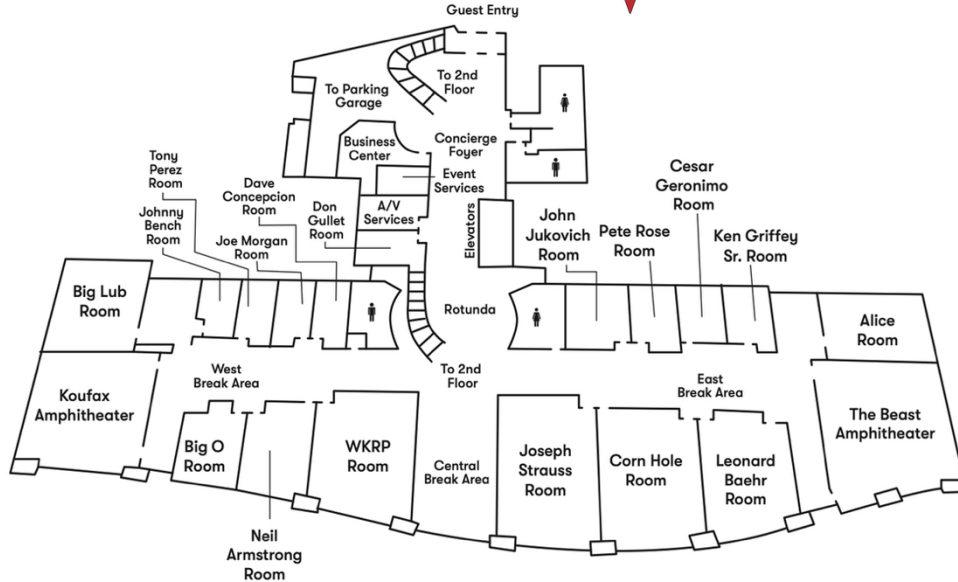 Guest Entry
To 2nd
Floor
To Parking
Garage
Business
Center
Concierge
Foyer
Event
Services
A/V
Services
Elevators
Tony
Perez
Room
Johnny
Bench
Room
Dave
Concepcion
Room
Joe Morgan
Room
Don
Gullet
Room
John
Jukovich
Room
Pete Rose
Room
Cesar
Geronimo
Room
Ken Griffey
Sr. Room
Big Lub
Room
Rotunda
Alice
Room
To 2nd
Floor
West
Break Area
East
Break Area
Koufax
Amphitheater
Big O
Room
WKRP
Room
Central
Break Area
Joseph
Strauss
Room
Corn Hole
Room
Leonard
Baehr
Room
The Beast
Amphitheater
Neil
Armstrong
Room